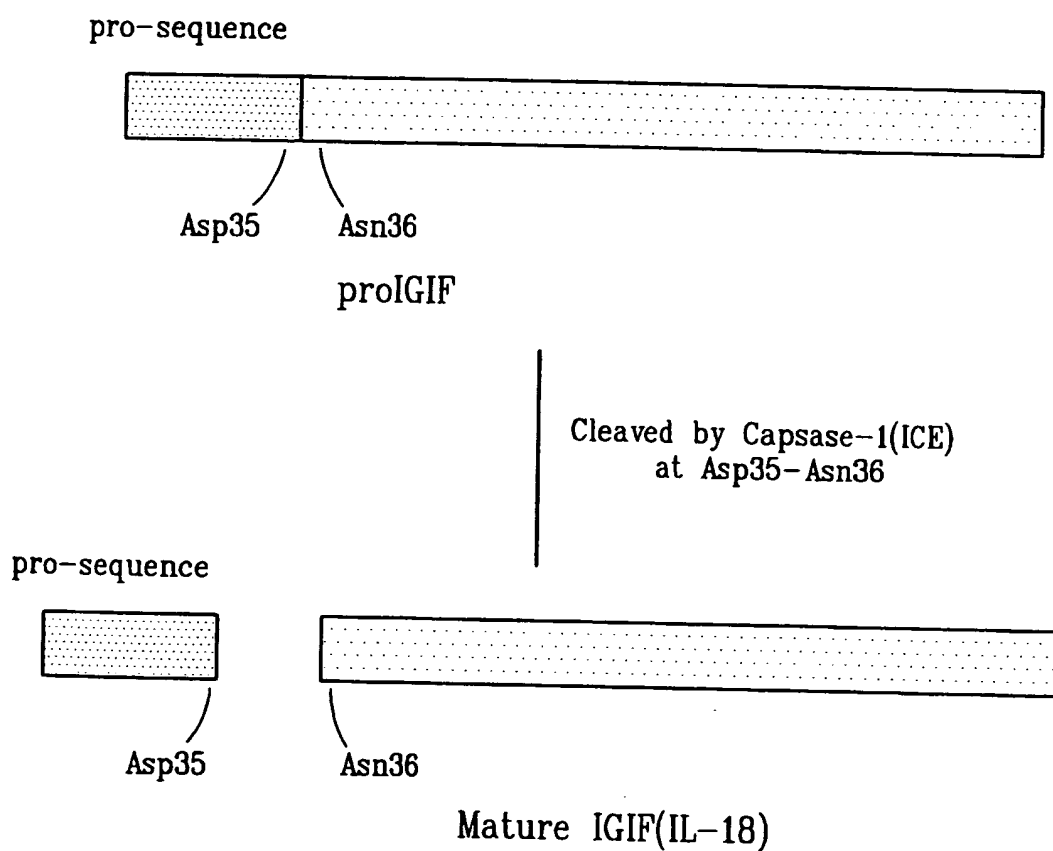 pro-sequence
Asp35
Asn36
proIGIF
Cleaved by Capsase-1(ICE)
at Asp35-Asn36
pro-sequence
Asp35
Asn36
Mature IGIF(IL-18)